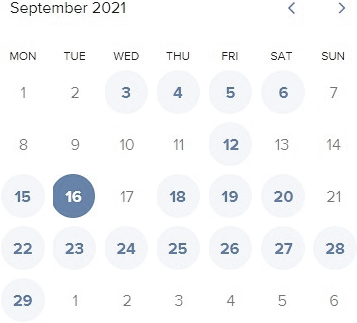 September 2021
MON TUE WED THU FRI SAT SUN
1 2 3 4 5 6 7
8 9 10 11 12 13 14
15 16 17 18 19 20 21
22 23 24 25 26 27 28
29 1 2 3 4 5 6